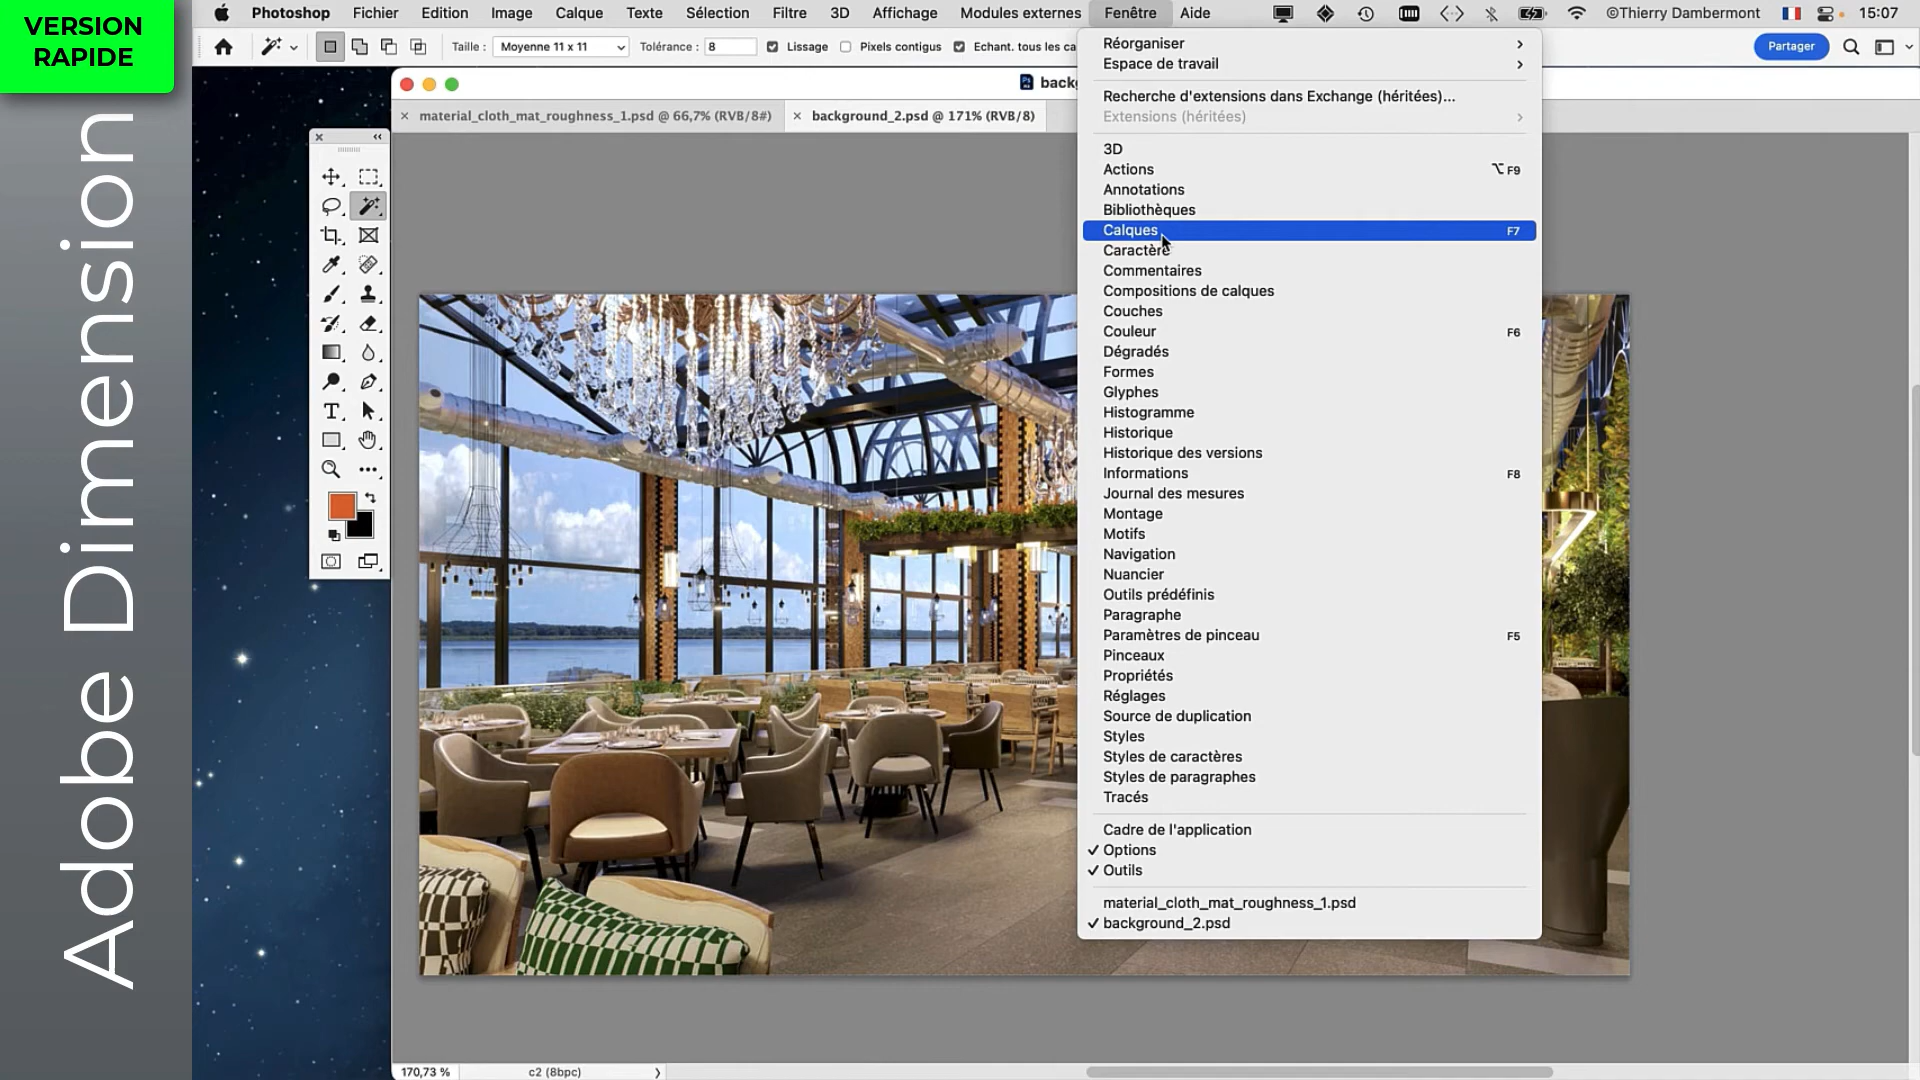 VERSION
RAPIDE
Adobe Dimension
Photoshop Fichier Edition Image Calque Texte Sélection Filtre 3D Affichage Modules externes Fenêtre Aide ©Thierry Dambermont 15:07
Taille : Moyenne 11 x 11 Tolérance : 8 Lissage Pixels contigus Echant. tous les ca Partager
backg
material_cloth_mat_roughness_1.psd @ 66,7% (RVB/8#) background_2.psd @ 171% (RVB/8)
Réorganiser
Espace de travail
Recherche d'extensions dans Exchange (héritées)...
Extensions (héritées)
3D
Actions ⌥F9
Annotations
Bibliothèques
Calques F7
Caractère
Commentaires
Compositions de calques
Couches
Couleur F6
Dégradés
Formes
Glyphes
Histogramme
Historique
Historique des versions
Informations F8
Journal des mesures
Montage
Motifs
Navigation
Nuancier
Outils prédéfinis
Paragraphe
Paramètres de pinceau F5
Pinceaux
Propriétés
Réglages
Source de duplication
Styles
Styles de caractères
Styles de paragraphes
Tracés
Cadre de l'application
✓ Options
✓ Outils
material_cloth_mat_roughness_1.psd
✓ background_2.psd
170,73 % c2 (8bpc)